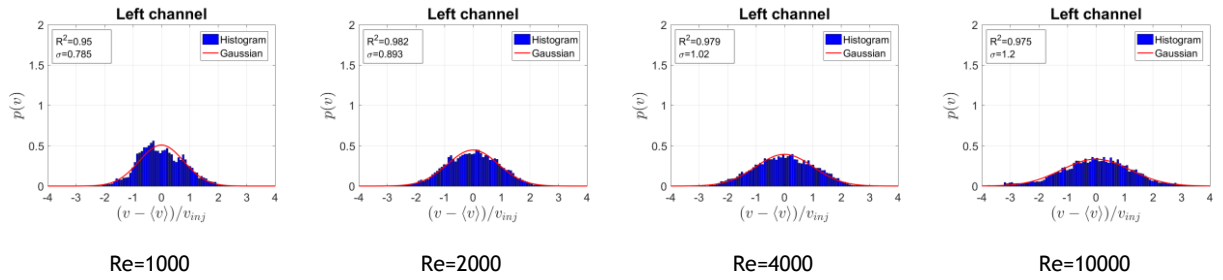 Left channel
2
1.5
1
0.5
0
p(v)
R²=0.95
σ=0.785
Histogram
Gaussian
-4 -3 -2 -1 0 1 2 3 4
(v − ⟨v⟩)/v_inj
Re=1000
Left channel
2
1.5
1
0.5
0
p(v)
R²=0.982
σ=0.893
Histogram
Gaussian
-4 -3 -2 -1 0 1 2 3 4
(v − ⟨v⟩)/v_inj
Re=2000
Left channel
2
1.5
1
0.5
0
p(v)
R²=0.979
σ=1.02
Histogram
Gaussian
-4 -3 -2 -1 0 1 2 3 4
(v − ⟨v⟩)/v_inj
Re=4000
Left channel
2
1.5
1
0.5
0
p(v)
R²=0.975
σ=1.2
Histogram
Gaussian
-4 -3 -2 -1 0 1 2 3 4
(v − ⟨v⟩)/v_inj
Re=10000